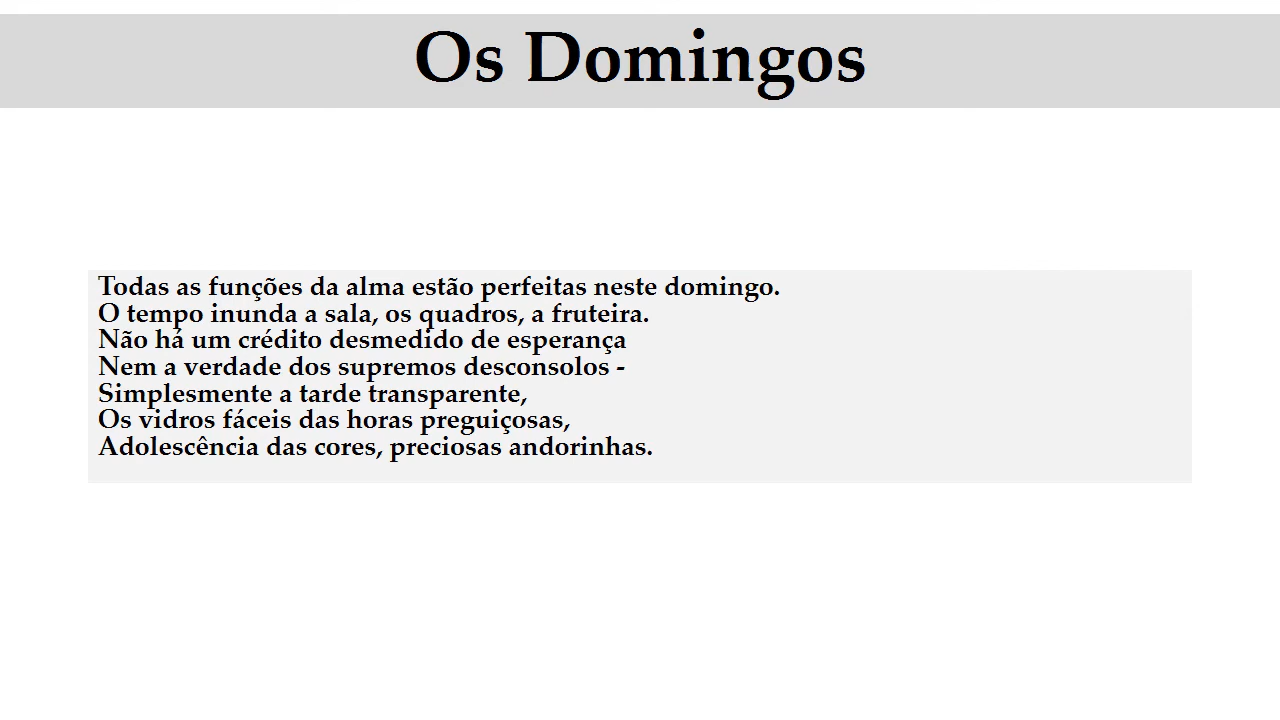 Os Domingos
Todas as funções da alma estão perfeitas neste domingo.
O tempo inunda a sala, os quadros, a fruteira.
Não há um crédito desmedido de esperança
Nem a verdade dos supremos desconsolos -
Simplesmente a tarde transparente,
Os vidros fáceis das horas preguiçosas,
Adolescência das cores, preciosas andorinhas.